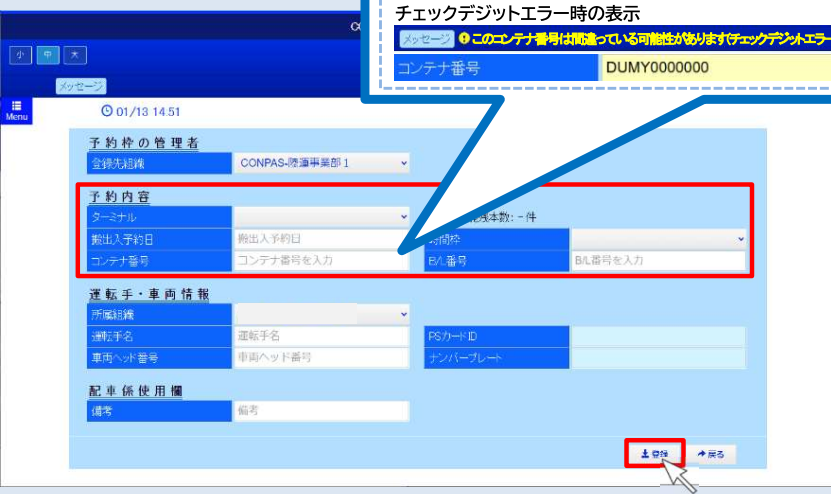 チェックデジットエラー時の表示
メッセージ このコンテナ番号は間違っている可能性があります(チェックデジットエラー
コンテナ番号 DUMY0000000
小 中 大
メッセージ
Menu
01/13 14:51
予約枠の管理者
登録先組織 CONPAS-陸運事業部1
予約内容
ターミナル 残本数: - 件
搬出入予約日 搬出入予約日 時間枠
コンテナ番号 コンテナ番号を入力 B/L番号 B/L番号を入力
運転手・車両情報
所属組織
運転手名 運転手名 PSカードID
車両ヘッド番号 車両ヘッド番号 ナンバープレート
配車係使用欄
備考 備考
登録 戻る